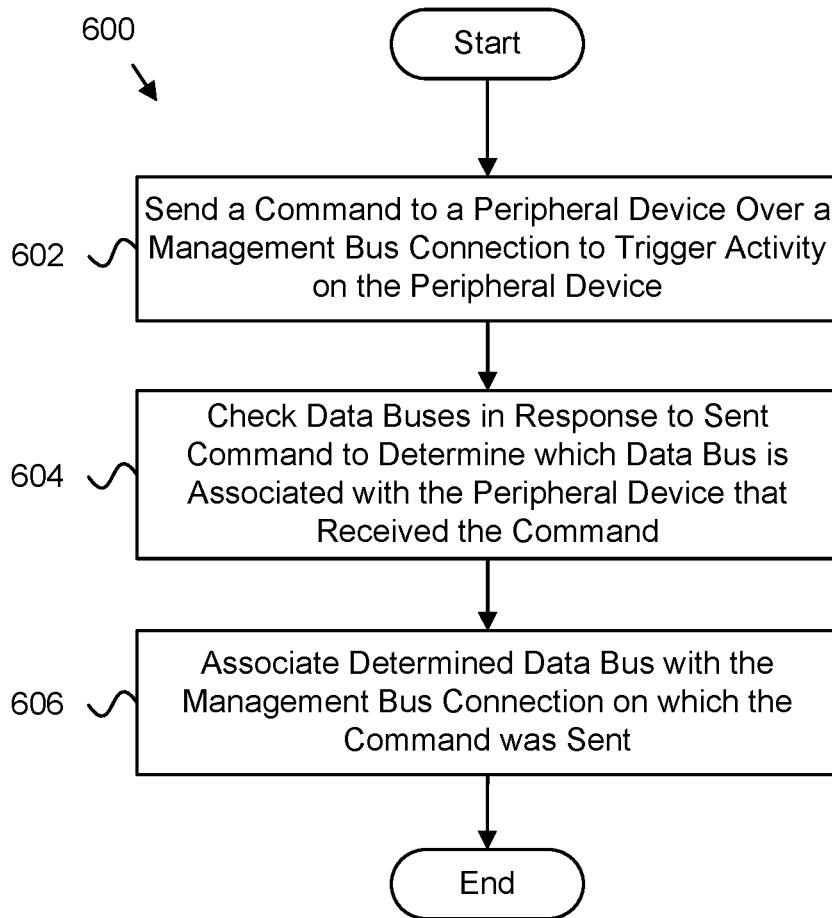 600
Start
602
Send a Command to a Peripheral Device Over a
Management Bus Connection to Trigger Activity
on the Peripheral Device
604
Check Data Buses in Response to Sent
Command to Determine which Data Bus is
Associated with the Peripheral Device that
Received the Command
606
Associate Determined Data Bus with the
Management Bus Connection on which the
Command was Sent
End